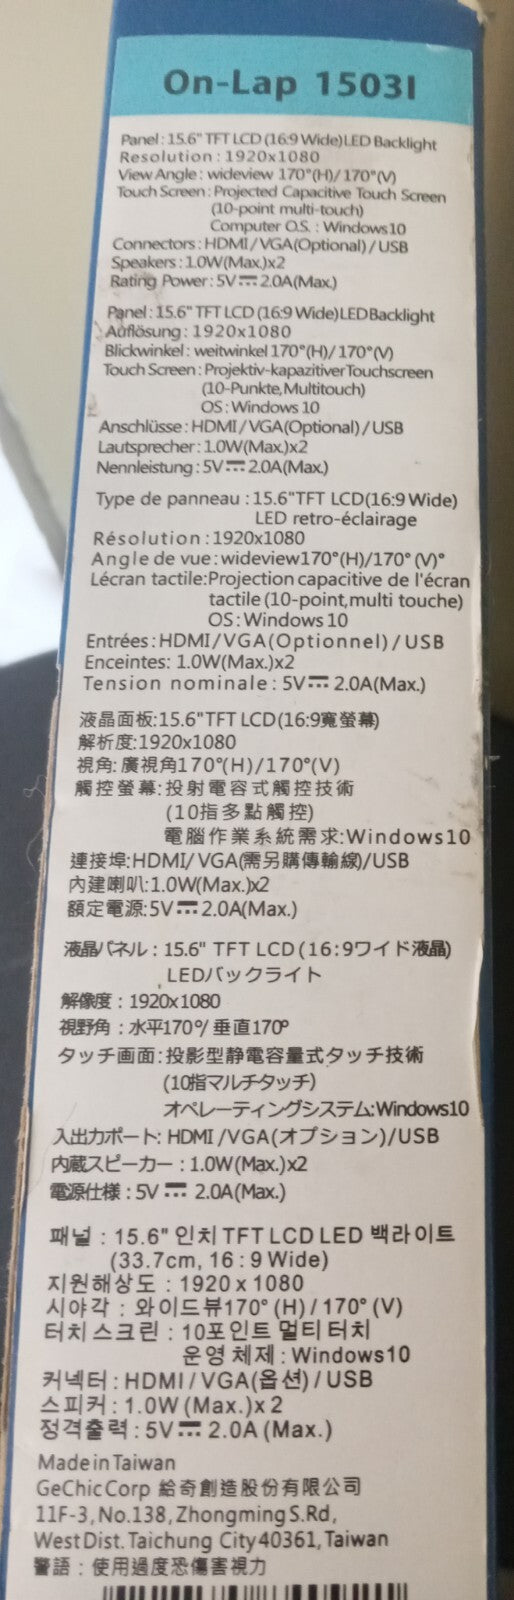 On-Lap 1503I
Panel : 15.6" TFT LCD (16:9 Wide) LED Backlight
Resolution : 1920x1080
View Angle : wideview 170°(H)/ 170°(V)
Touch Screen : Projected Capacitive Touch Screen
(10-point multi-touch)
Computer O.S. : Windows10
Connectors : HDMI / VGA(Optional) / USB
Speakers : 1.0W(Max.)x2
Rating Power : 5V⎓ 2.0A(Max.)
Panel : 15.6" TFT LCD (16:9 Wide)LED Backlight
Auflösung : 1920x1080
Blickwinkel : weitwinkel 170°(H)/ 170°(V)
Touch Screen : Projektiv-kapazitiver Touchscreen
(10-Punkte,Multitouch)
OS : Windows 10
Anschlüsse : HDMI / VGA(Optional) / USB
Lautsprecher : 1.0W(Max.)x2
Nennleistung : 5V⎓ 2.0A(Max.)
Type de panneau : 15.6"TFT LCD(16:9 Wide)
LED retro-éclairage
Résolution : 1920x1080
Angle de vue : wideview170°(H)/170° (V)°
Lécran tactile:Projection capacitive de l'écran
tactile (10-point,multi touche)
OS : Windows 10
Entrées : HDMI / VGA(Optionnel) / USB
Enceintes: 1.0W(Max.)x2
Tension nominale : 5V⎓ 2.0A(Max.)
液晶面板:15.6"TFT LCD(16:9寬螢幕)
解析度:1920x1080
視角: 廣視角170°(H)/170°(V)
觸控螢幕:投射電容式觸控技術
(10指多點觸控)
電腦作業系統需求:Windows10
連接埠:HDMI/ VGA(需另購傳輸線)/USB
內建喇叭:1.0W(Max.)x2
額定電源:5V⎓ 2.0A(Max.)
液晶パネル : 15.6" TFT LCD (16:9ワイド液晶)
LEDバックライト
解像度 : 1920x1080
視野角 : 水平170°/ 垂直170°
タッチ画面: 投影型静電容量式タッチ技術
(10指マルチタッチ)
オペレーティングシステム:Windows10
入出力ポート: HDMI /VGA(オプション)/USB
内蔵スピーカー : 1.0W(Max.)x2
電源仕様 : 5V ⎓ 2.0A(Max.)
패널 : 15.6" 인치 TFT LCD LED 백라이트
(33.7cm, 16 : 9 Wide)
지원해상도 : 1920 x 1080
시야각 : 와이드뷰170° (H) / 170° (V)
터치 스크린 : 10포인트 멀티 터치
운영 체제 : Windows10
커넥터 : HDMI / VGA(옵션) / USB
스피커 : 1.0W (Max.)x 2
정격출력 : 5V⎓ 2.0A (Max.)
Made in Taiwan
GeChic Corp 給奇創造股份有限公司
11F-3, No.138, Zhongming S.Rd,
West Dist. Taichung City 40361, Taiwan
警語 : 使用過度恐傷害視力